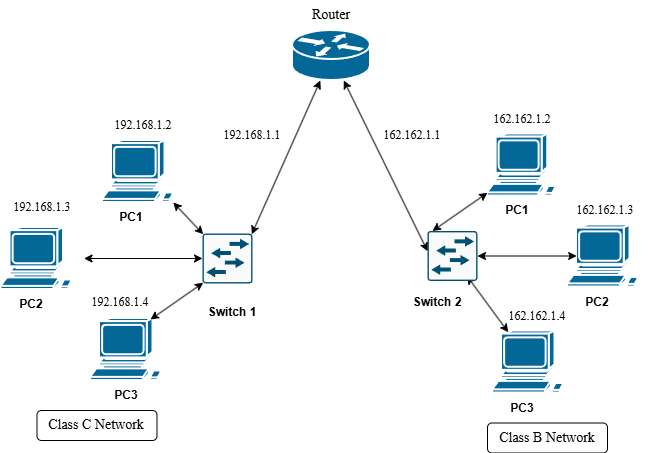 Router
192.168.1.1
162.162.1.1
192.168.1.2
PC1
192.168.1.3
PC2
192.168.1.4
PC3
Switch 1
Class C Network
162.162.1.2
PC1
162.162.1.3
PC2
162.162.1.4
PC3
Switch 2
Class B Network